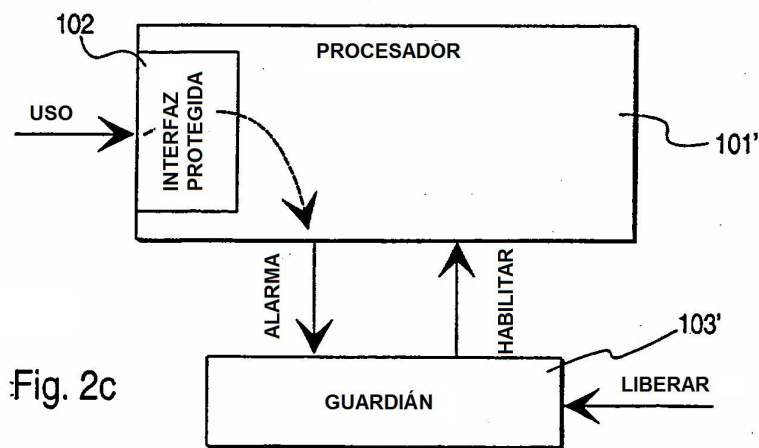 102
PROCESADOR
USO
INTERFAZ
PROTEGIDA
101'
ALARMA
HABILITAR
103'
Fig. 2c
GUARDIÁN
LIBERAR